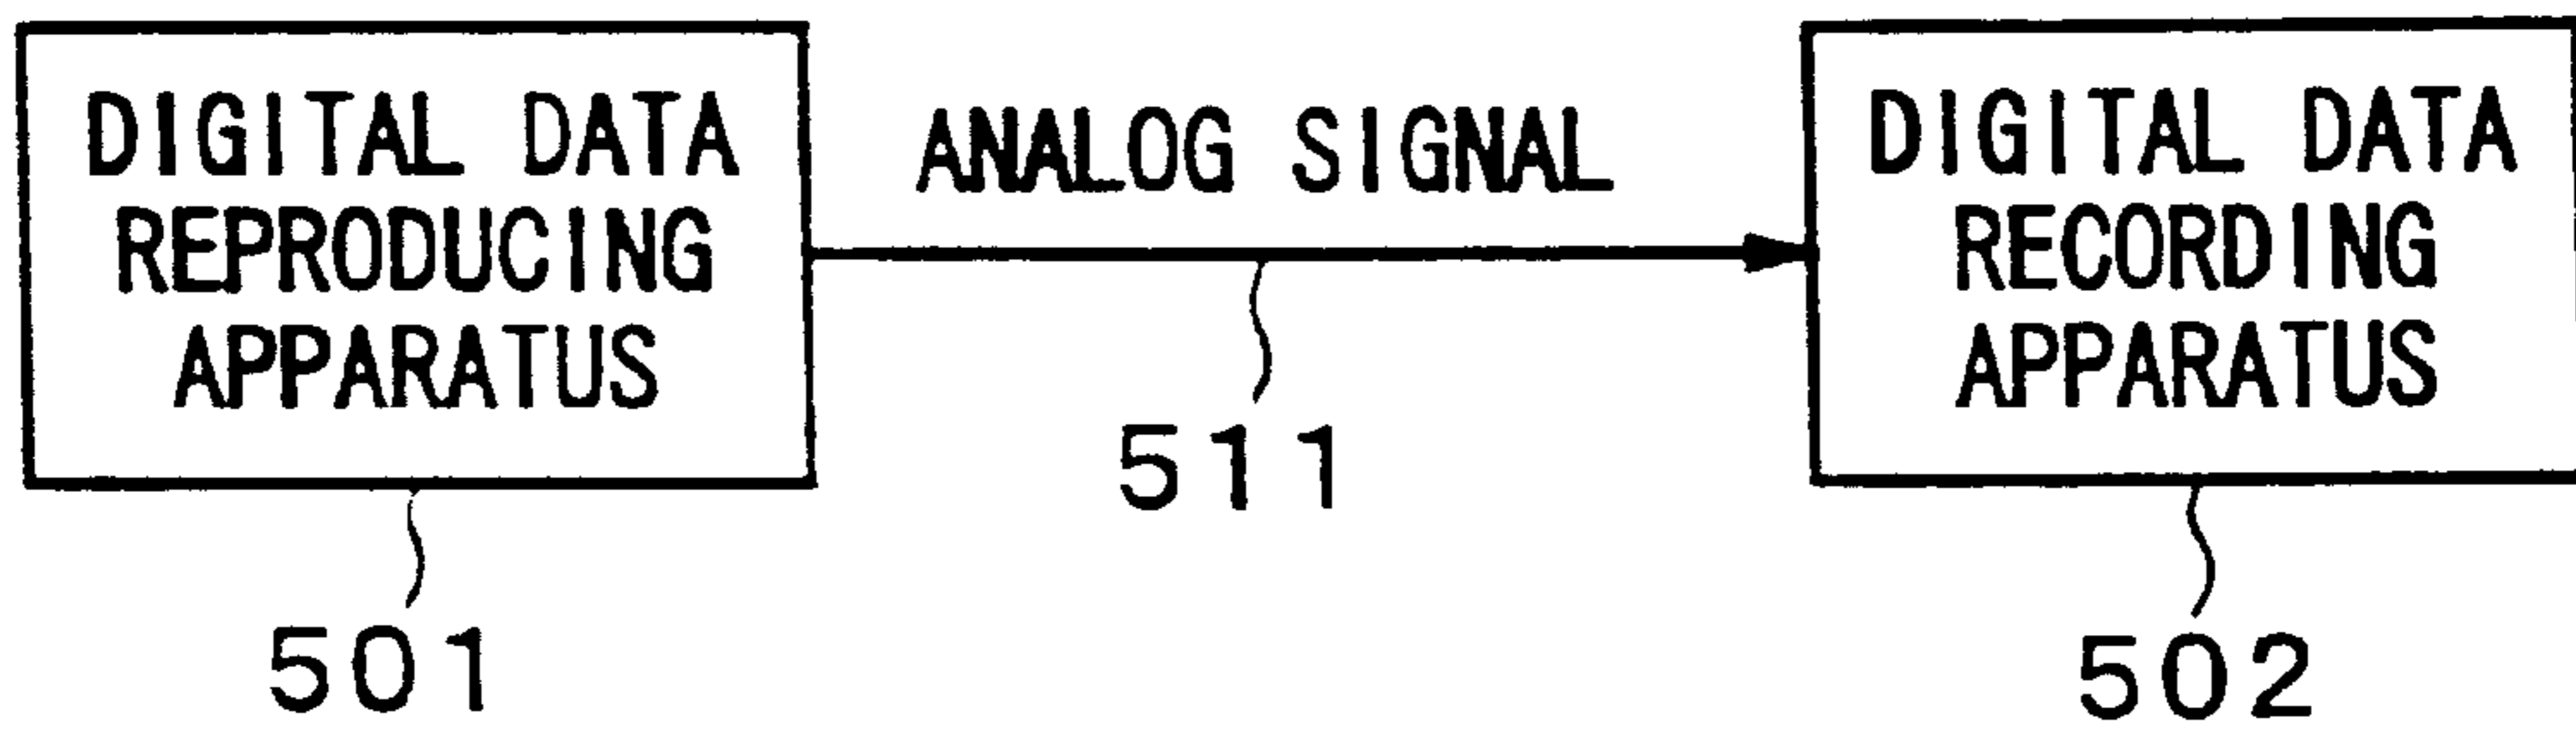 DIGITAL DATA
REPRODUCING
APPARATUS
501
ANALOG SIGNAL
511
DIGITAL DATA
RECORDING
APPARATUS
502